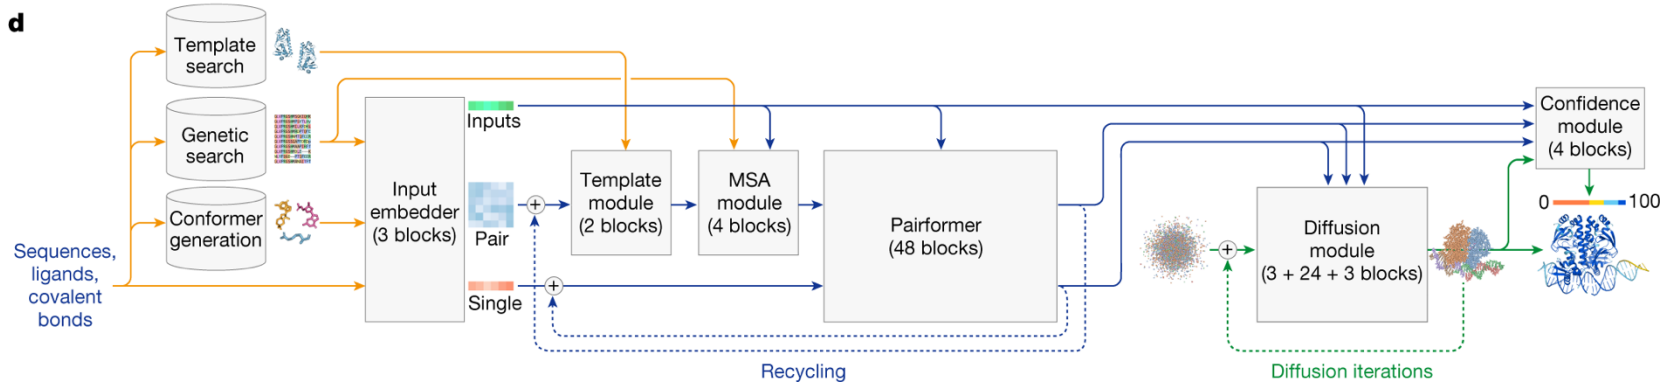 d
Template
search
Genetic
search
Conformer
generation
Sequences,
ligands,
covalent
bonds
Input
embedder
(3 blocks)
Inputs
Pair
Single
+
+
Template
module
(2 blocks)
MSA
module
(4 blocks)
Pairformer
(48 blocks)
Recycling
+
Diffusion
module
(3 + 24 + 3 blocks)
Diffusion iterations
Confidence
module
(4 blocks)
0 100